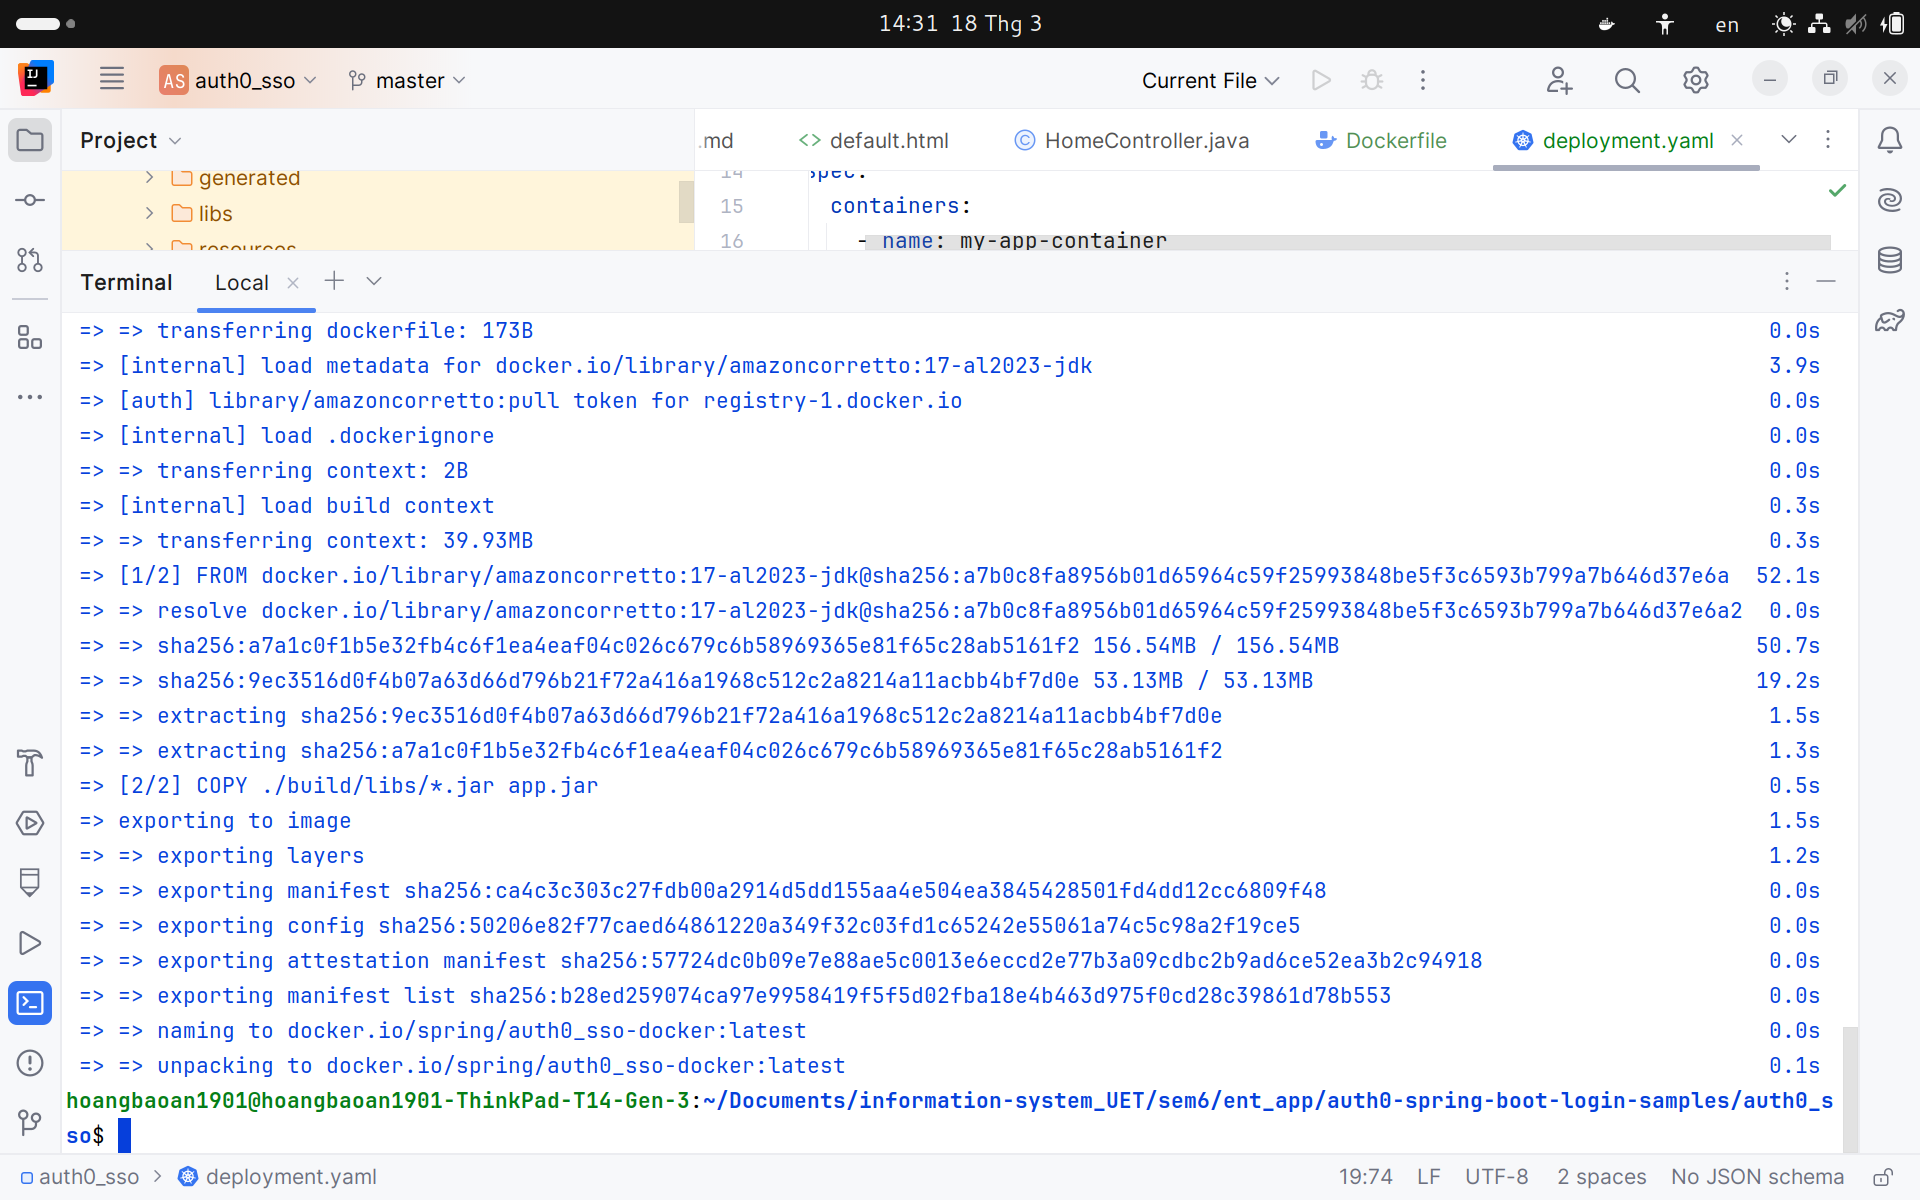 14:31 18 Thg 3
en
AS auth0_sso
master
Current File
Project
.md
default.html
HomeController.java
Dockerfile
deployment.yaml
generated
libs
resources
14 spec:
15 containers:
16 - name: my-app-container
Terminal
Local
=> => transferring dockerfile: 173B 0.0s
=> [internal] load metadata for docker.io/library/amazoncorretto:17-al2023-jdk 3.9s
=> [auth] library/amazoncorretto:pull token for registry-1.docker.io 0.0s
=> [internal] load .dockerignore 0.0s
=> => transferring context: 2B 0.0s
=> [internal] load build context 0.3s
=> => transferring context: 39.93MB 0.3s
=> [1/2] FROM docker.io/library/amazoncorretto:17-al2023-jdk@sha256:a7b0c8fa8956b01d65964c59f25993848be5f3c6593b799a7b646d37e6a 52.1s
=> => resolve docker.io/library/amazoncorretto:17-al2023-jdk@sha256:a7b0c8fa8956b01d65964c59f25993848be5f3c6593b799a7b646d37e6a2 0.0s
=> => sha256:a7a1c0f1b5e32fb4c6f1ea4eaf04c026c679c6b58969365e81f65c28ab5161f2 156.54MB / 156.54MB 50.7s
=> => sha256:9ec3516d0f4b07a63d66d796b21f72a416a1968c512c2a8214a11acbb4bf7d0e 53.13MB / 53.13MB 19.2s
=> => extracting sha256:9ec3516d0f4b07a63d66d796b21f72a416a1968c512c2a8214a11acbb4bf7d0e 1.5s
=> => extracting sha256:a7a1c0f1b5e32fb4c6f1ea4eaf04c026c679c6b58969365e81f65c28ab5161f2 1.3s
=> [2/2] COPY ./build/libs/*.jar app.jar 0.5s
=> exporting to image 1.5s
=> => exporting layers 1.2s
=> => exporting manifest sha256:ca4c3c303c27fdb00a2914d5dd155aa4e504ea3845428501fd4dd12cc6809f48 0.0s
=> => exporting config sha256:50206e82f77caed64861220a349f32c03fd1c65242e55061a74c5c98a2f19ce5 0.0s
=> => exporting attestation manifest sha256:57724dc0b09e7e88ae5c0013e6eccd2e77b3a09cdbc2b9ad6ce52ea3b2c94918 0.0s
=> => exporting manifest list sha256:b28ed259074ca97e9958419f5f5d02fba18e4b463d975f0cd28c39861d78b553 0.0s
=> => naming to docker.io/spring/auth0_sso-docker:latest 0.0s
=> => unpacking to docker.io/spring/auth0_sso-docker:latest 0.1s
hoangbaoan1901@hoangbaoan1901-ThinkPad-T14-Gen-3:~/Documents/information-system_UET/sem6/ent_app/auth0-spring-boot-login-samples/auth0_s
so$
auth0_sso > deployment.yaml
19:74 LF UTF-8 2 spaces No JSON schema